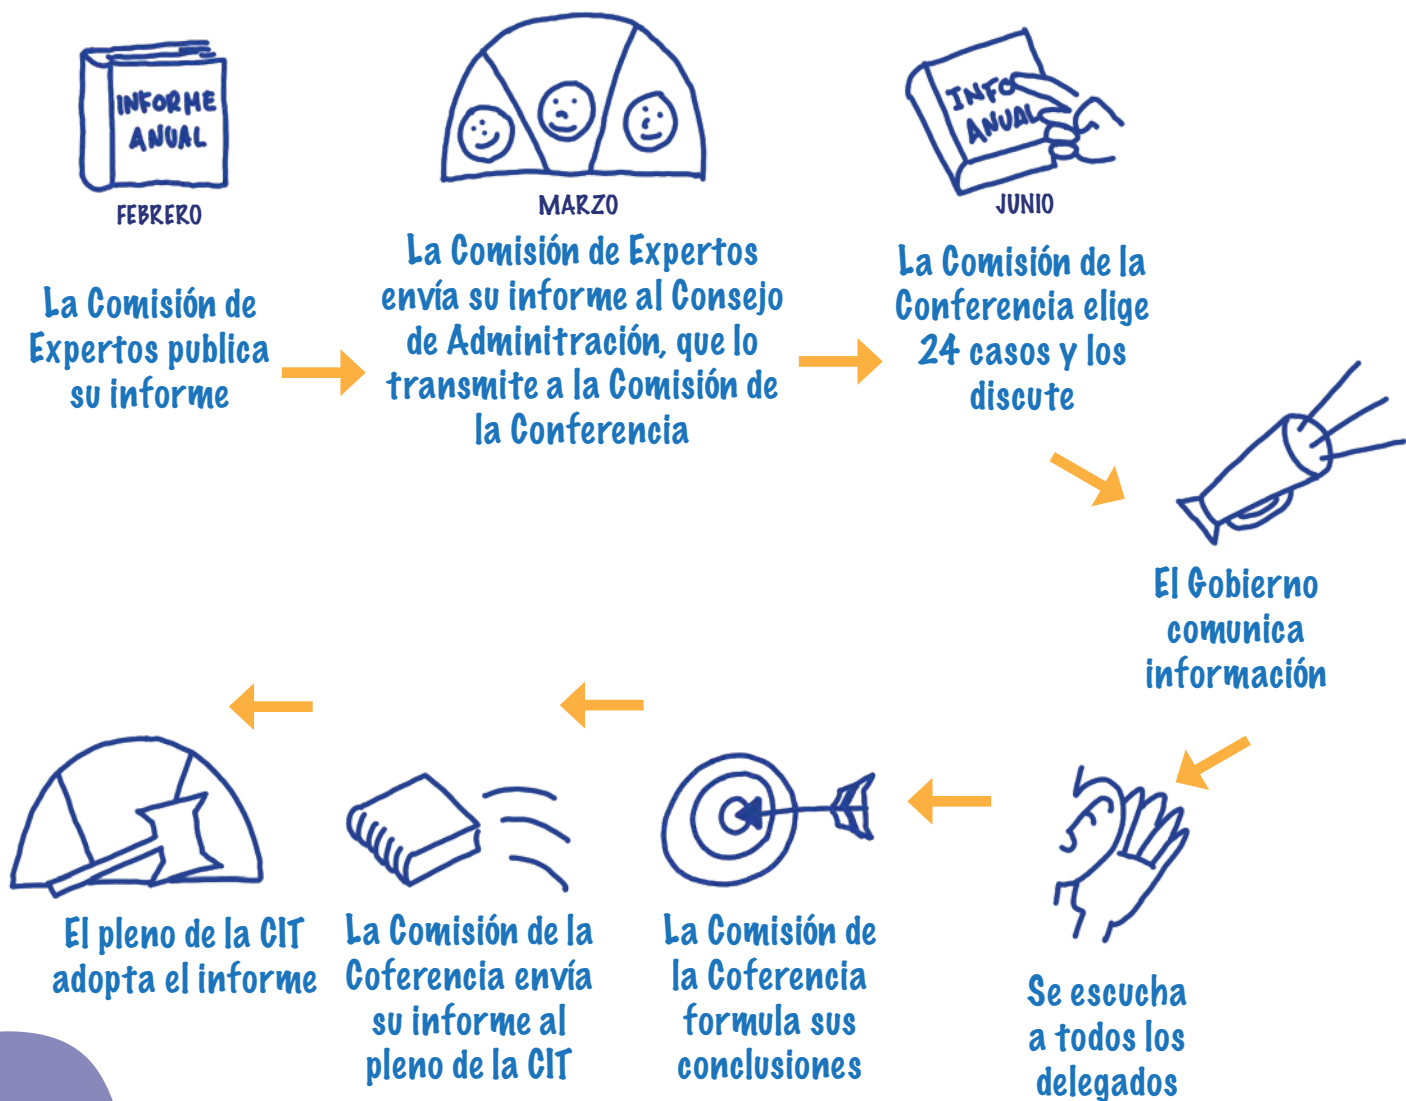 INFORME
ANUAL
FEBRERO
La Comisión de
Expertos publica
su informe
MARZO
La Comisión de Expertos
envía su informe al Consejo
de Adminitración, que lo
transmite a la Comisión de
la Conferencia
INFO
ANUAL
JUNIO
La Comisión de la
Conferencia elige
24 casos y los
discute
El Gobierno
comunica
información
Se escucha
a todos los
delegados
La Comisión de
la Coferencia
formula sus
conclusiones
La Comisión de la
Coferencia envía
su informe al
pleno de la CIT
El pleno de la CIT
adopta el informe